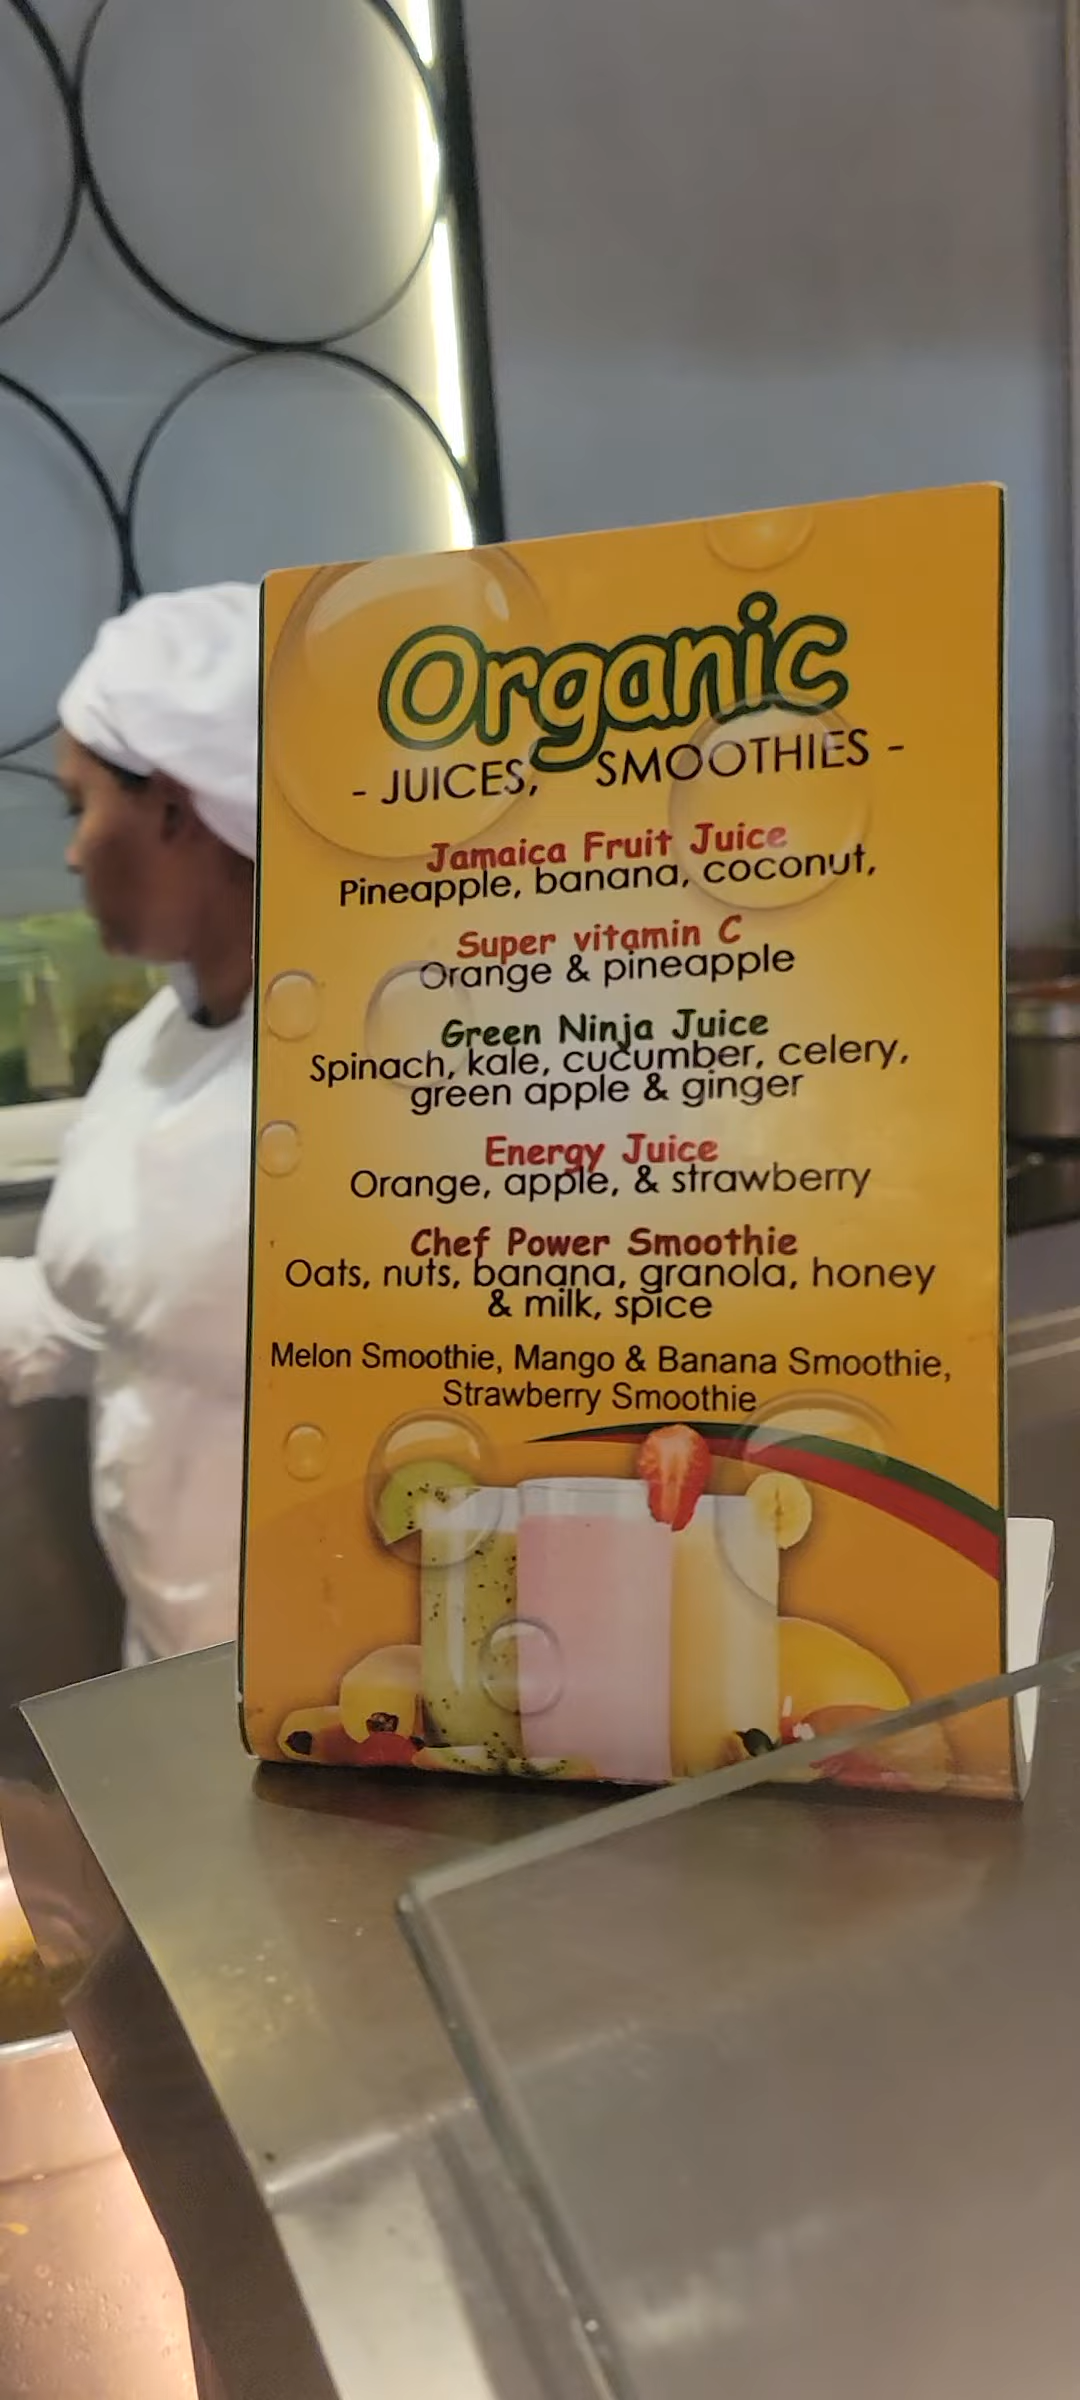 Organic
- JUICES, SMOOTHIES -
Jamaica Fruit Juice
Pineapple, banana, coconut,
Super vitamin C
Orange & pineapple
Green Ninja Juice
Spinach, kale, cucumber, celery,
green apple & ginger
Energy Juice
Orange, apple, & strawberry
Chef Power Smoothie
Oats, nuts, banana, granola, honey
& milk, spice
Melon Smoothie, Mango & Banana Smoothie,
Strawberry Smoothie